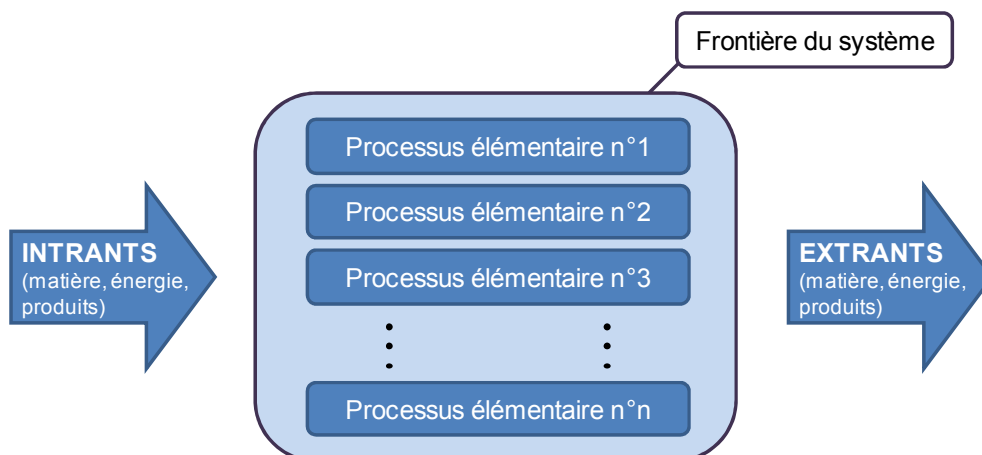 Frontière du système
Processus élémentaire n°1
Processus élémentaire n°2
Processus élémentaire n°3
Processus élémentaire n°n
INTRANTS
(matière, énergie,
produits)
EXTRANTS
(matière, énergie,
produits)